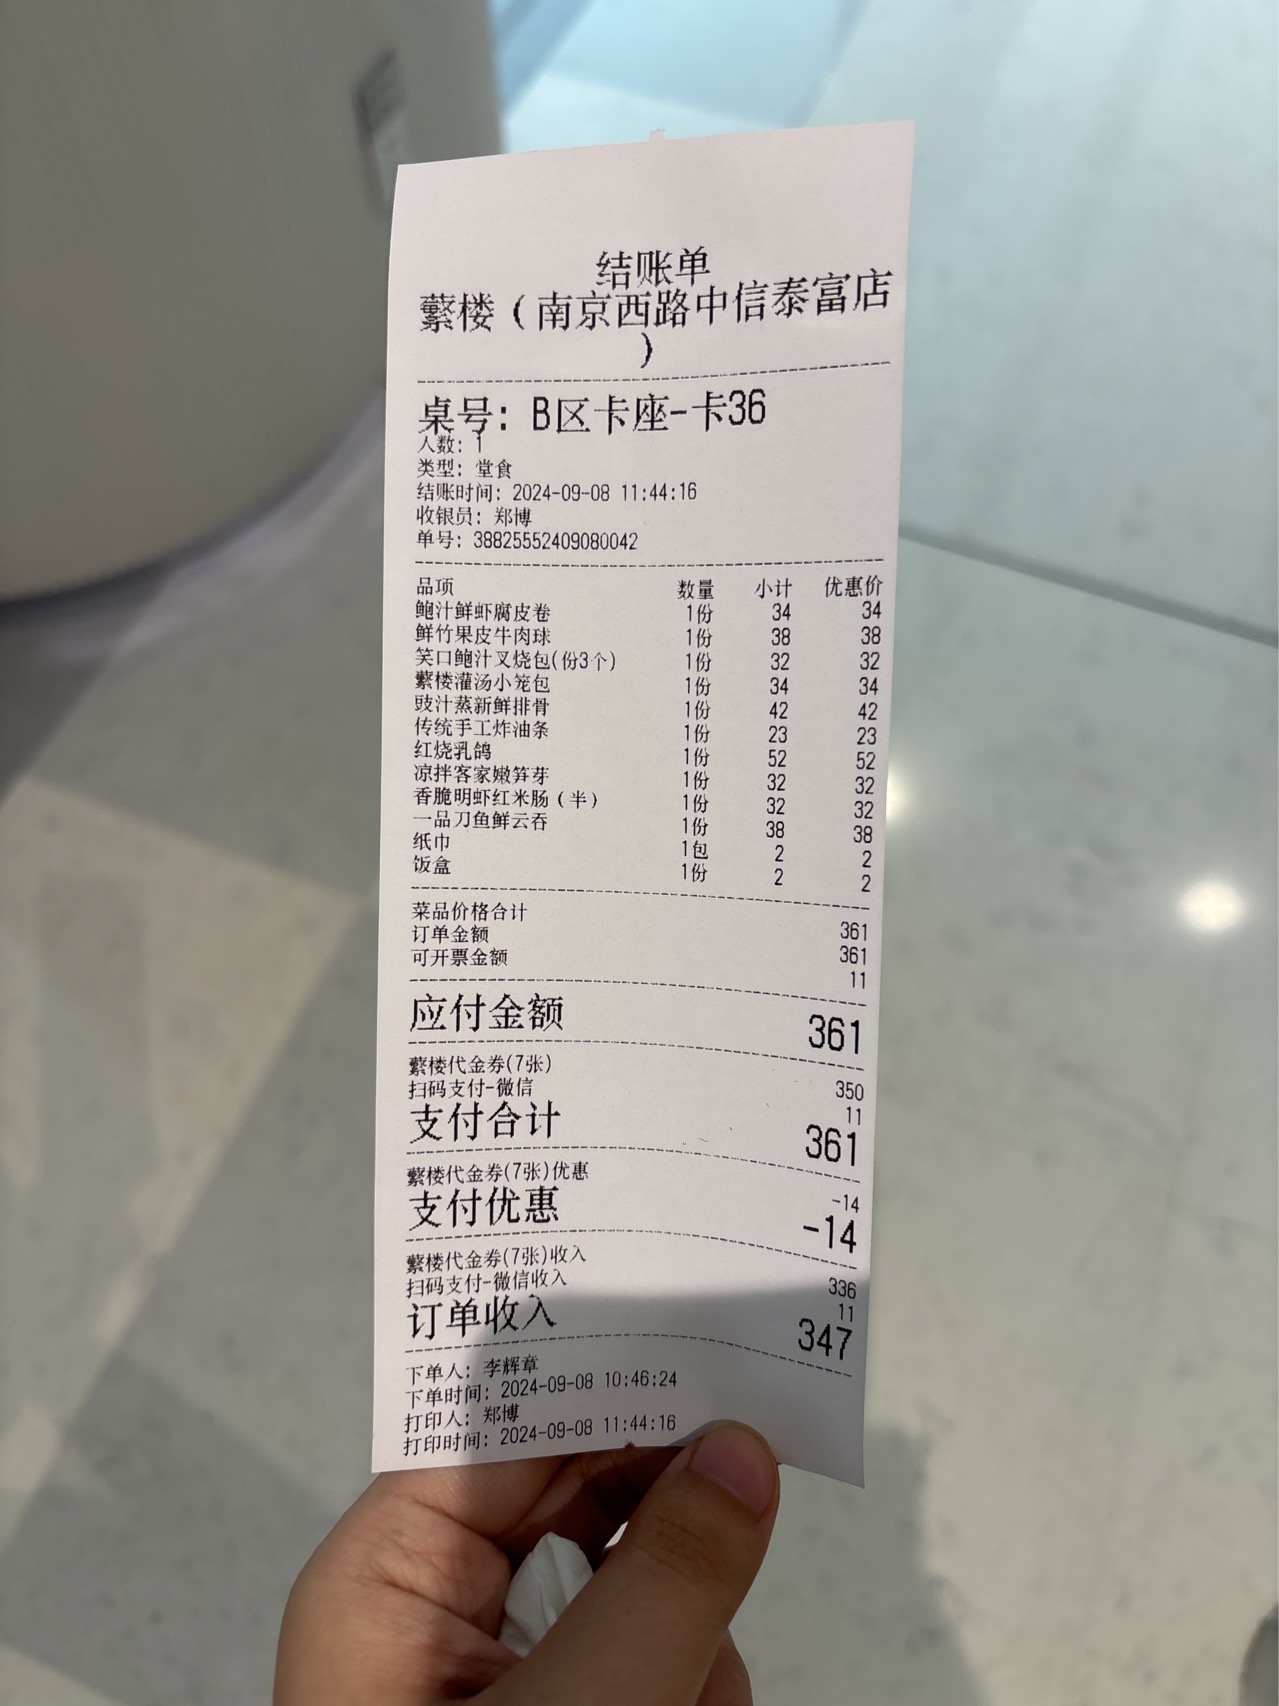 结账单
蘩楼（南京西路中信泰富店
）
桌号: B区卡座-卡36
人数: 1
类型: 堂食
结账时间: 2024-09-08 11:44:16
收银员: 郑博
单号: 38825552409080042
品项 数量 小计 优惠价
鲍汁鲜虾腐皮卷 1份 34 34
鲜竹果皮牛肉球 1份 38 38
笑口鲍汁叉烧包(份3个) 1份 32 32
蘩楼灌汤小笼包 1份 34 34
豉汁蒸新鲜排骨 1份 42 42
传统手工炸油条 1份 23 23
红烧乳鸽 1份 52 52
凉拌客家嫩笋芽 1份 32 32
香脆明虾红米肠（半） 1份 32 32
一品刀鱼鲜云吞 1份 38 38
纸巾 1包 2 2
饭盒 1份 2 2
菜品价格合计 361
订单金额 361
可开票金额 11
应付金额 361
蘩楼代金券(7张) 350
扫码支付-微信 11
支付合计 361
蘩楼代金券(7张)优惠 -14
支付优惠 -14
蘩楼代金券(7张)收入 336
扫码支付-微信收入 11
订单收入 347
下单人: 李辉章
下单时间: 2024-09-08 10:46:24
打印人: 郑博
打印时间: 2024-09-08 11:44:16